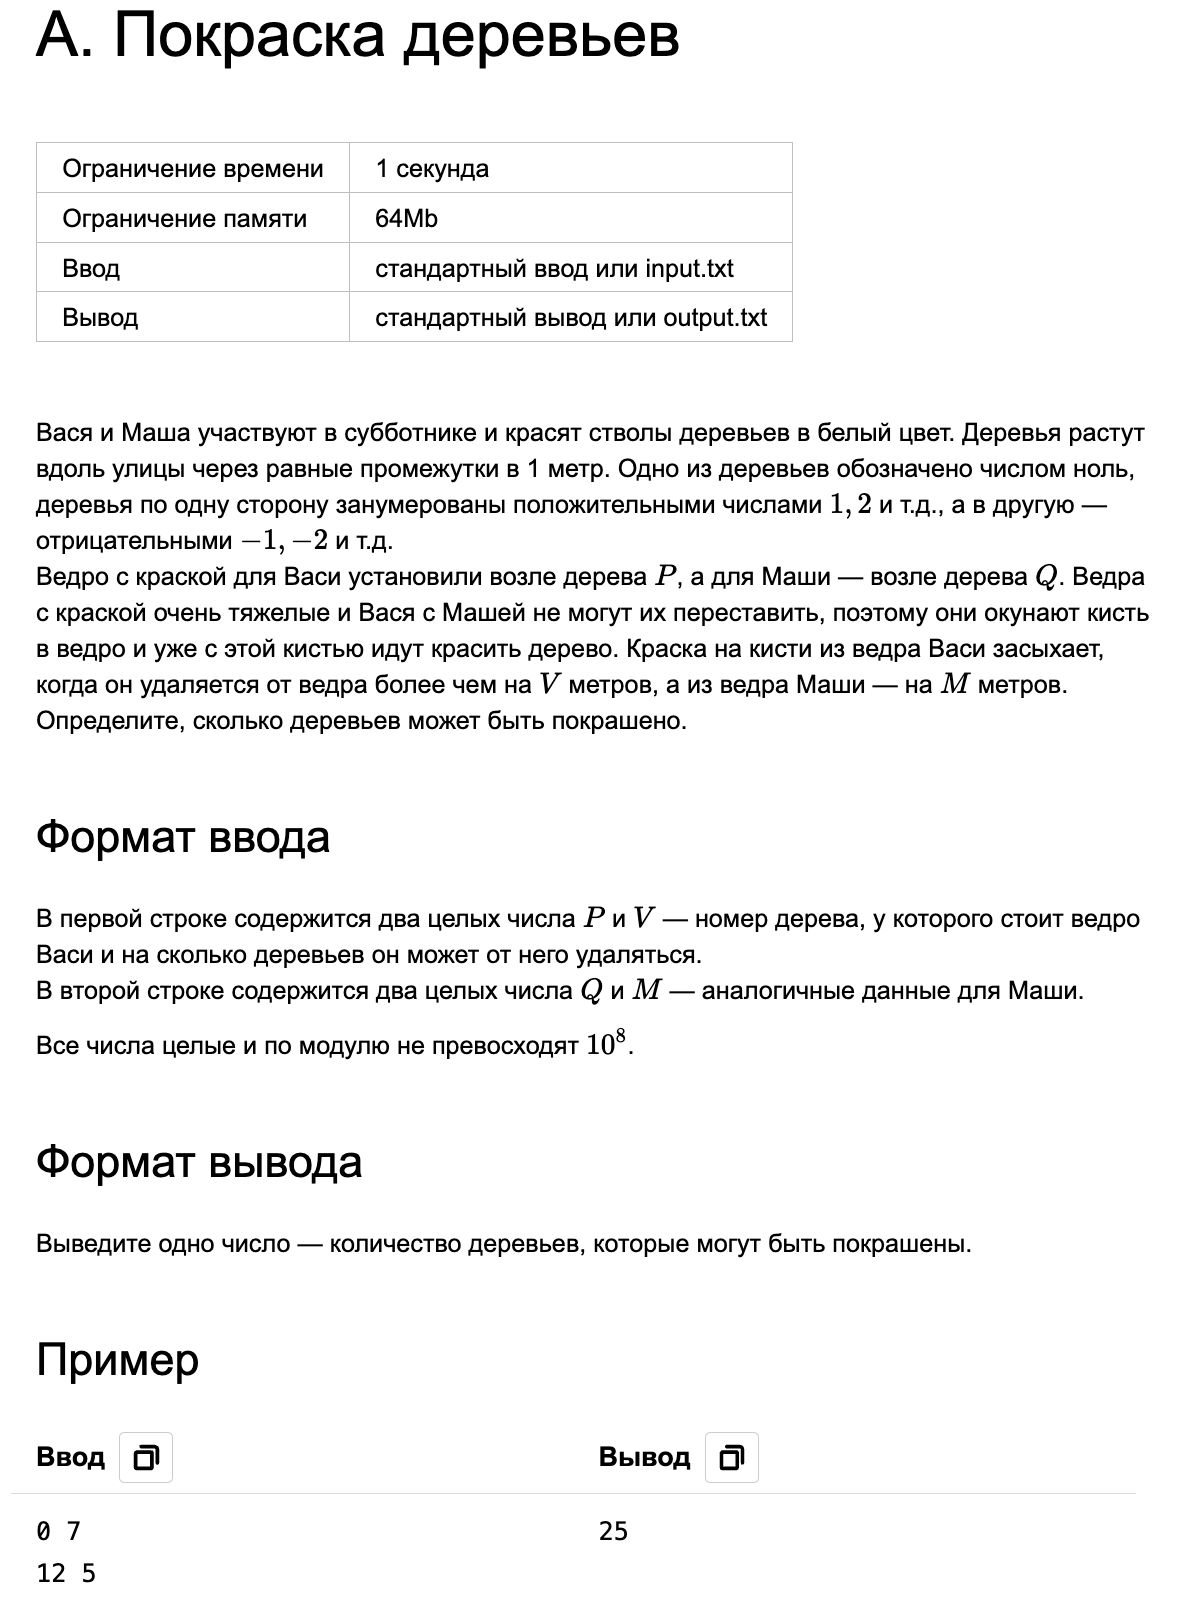 А. Покраска деревьев
Ограничение времени 1 секунда
Ограничение памяти 64Mb
Ввод стандартный ввод или input.txt
Вывод стандартный вывод или output.txt
Вася и Маша участвуют в субботнике и красят стволы деревьев в белый цвет. Деревья растут
вдоль улицы через равные промежутки в 1 метр. Одно из деревьев обозначено числом ноль,
деревья по одну сторону занумерованы положительными числами 1, 2 и т.д., а в другую —
отрицательными −1, −2 и т.д.
Ведро с краской для Васи установили возле дерева P, а для Маши — возле дерева Q. Ведра
с краской очень тяжелые и Вася с Машей не могут их переставить, поэтому они окунают кисть
в ведро и уже с этой кистью идут красить дерево. Краска на кисти из ведра Васи засыхает,
когда он удаляется от ведра более чем на V метров, а из ведра Маши — на M метров.
Определите, сколько деревьев может быть покрашено.
Формат ввода
В первой строке содержится два целых числа P и V — номер дерева, у которого стоит ведро
Васи и на сколько деревьев он может от него удаляться.
В второй строке содержится два целых числа Q и M — аналогичные данные для Маши.
Все числа целые и по модулю не превосходят 10⁸.
Формат вывода
Выведите одно число — количество деревьев, которые могут быть покрашены.
Пример
Ввод Вывод
0 7 25
12 5